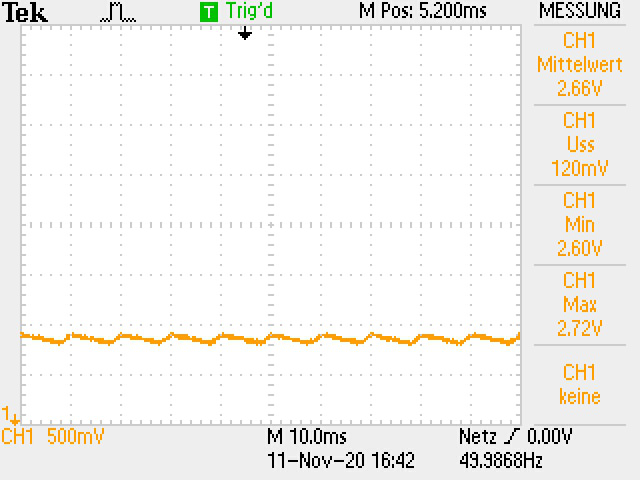 Tek T Trig'd M Pos: 5.200ms MESSUNG
CH1
Mittelwert
2.66V
CH1
Uss
120mV
CH1
Min
2.60V
CH1
Max
2.72V
CH1
keine
1
CH1 500mV M 10.0ms Netz 0.00V
11-Nov-20 16:42 49.9868Hz